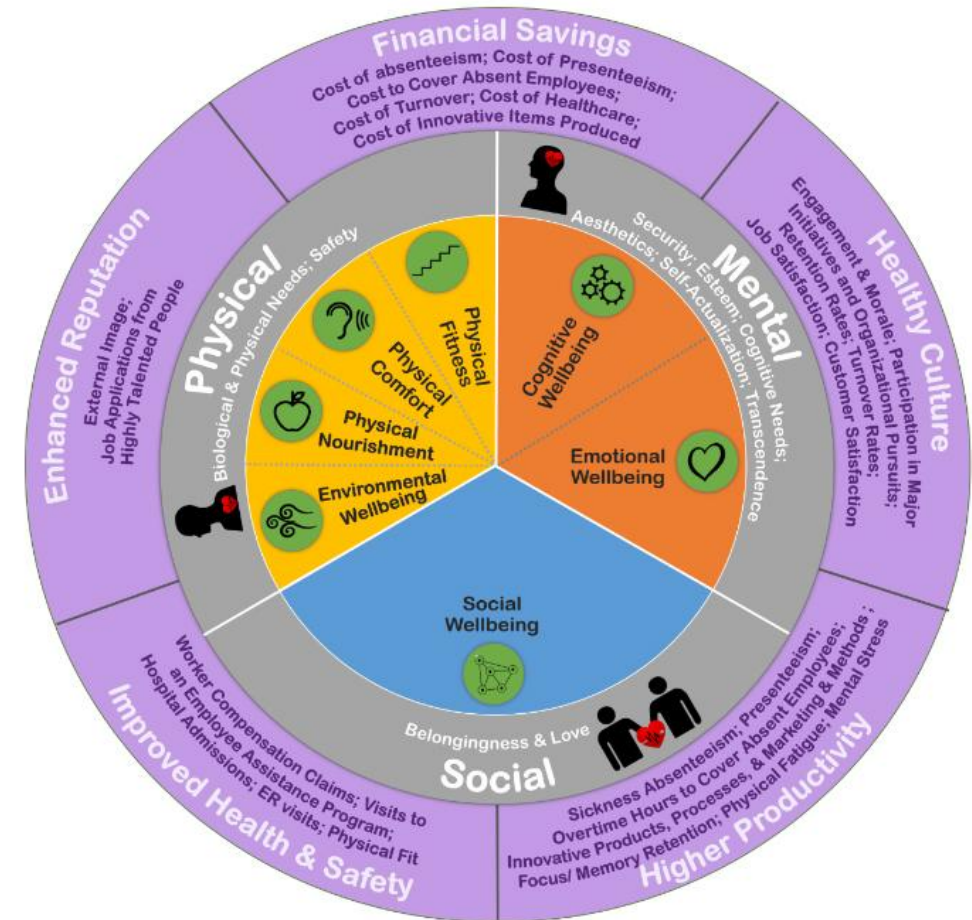 Financial Savings
Cost of absenteeism; Cost of Presenteeism;
Cost to Cover Absent Employees;
Cost of Turnover; Cost of Healthcare;
Cost of Innovative Items Produced
Healthy Culture
Engagement & Morale; Participation in Major
Initiatives and Organizational Pursuits;
Retention Rates; Turnover Rates;
Job Satisfaction; Customer Satisfaction
Higher Productivity
Sickness Absenteeism; Presenteeism;
Overtime Hours to Cover Absent Employees;
Innovative Products, Processes, & Marketing & Methods ;
Focus/ Memory Retention; Physical Fatigue; Mental Stress
Improved Health & Safety
Worker Compensation Claims; Visits to
an Employee Assistance Program;
Hospital Admissions; ER visits; Physical Fit
Enhanced Reputation
External Image;
Job Applications from
Highly Talented People
Physical
Biological & Physical Needs; Safety
Mental
Security; Esteem; Cognitive Needs;
Aesthetics; Self-Actualization; Transcendence
Belongingness & Love
Social
Physical
Fitness
Physical
Comfort
Physical
Nourishment
Environmental
Wellbeing
Cognitive
Wellbeing
Emotional
Wellbeing
Social
Wellbeing